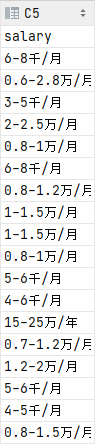 C5
salary
6-8千/月
0.6-2.8万/月
3-5千/月
2-2.5万/月
0.8-1万/月
6-8千/月
0.8-1.2万/月
1-1.5万/月
1-1.5万/月
0.8-1万/月
5-6千/月
4-6千/月
15-25万/年
0.7-1.2万/月
1.2-2万/月
5-6千/月
4-5千/月
0.8-1.5万/月